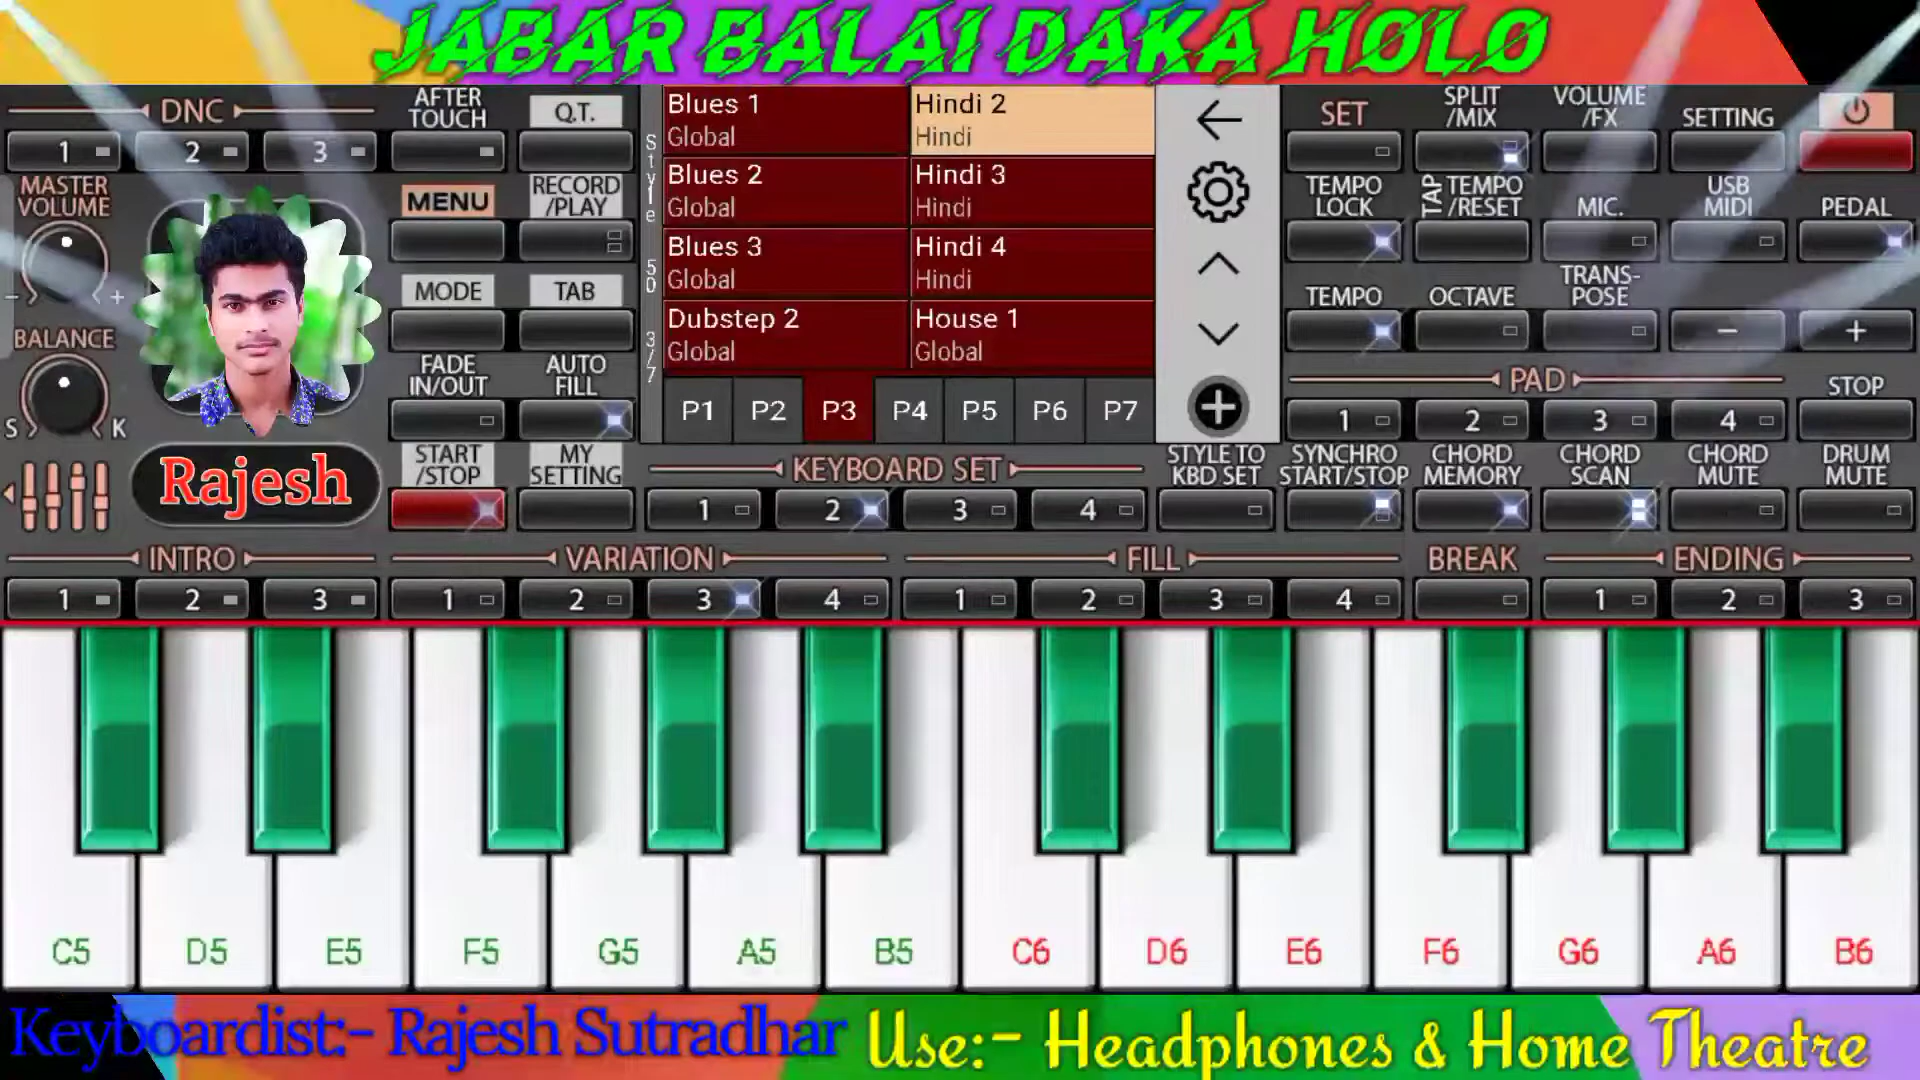 JABAR BALAI DAKA HOLO
DNC
1 2 3
AFTER TOUCH
Q.T.
MASTER VOLUME
- +
BALANCE
S K
Rajesh
MENU
RECORD /PLAY
MODE
TAB
FADE IN/OUT
AUTO FILL
START /STOP
MY SETTING
Style 50 3/7
Blues 1
Global
Hindi 2
Hindi
Blues 2
Global
Hindi 3
Hindi
Blues 3
Global
Hindi 4
Hindi
Dubstep 2
Global
House 1
Global
P1 P2 P3 P4 P5 P6 P7
KEYBOARD SET
1 2 3 4
SET
SPLIT /MIX
VOLUME /FX
SETTING
TEMPO LOCK
TAP TEMPO /RESET
MIC.
USB MIDI
PEDAL
TEMPO
OCTAVE
TRANS- POSE
- +
PAD
1 2 3 4
STOP
STYLE TO KBD SET
SYNCHRO START/STOP
CHORD MEMORY
CHORD SCAN
CHORD MUTE
DRUM MUTE
INTRO
1 2 3
VARIATION
1 2 3 4
FILL
1 2 3 4
BREAK
ENDING
1 2 3
C5 D5 E5 F5 G5 A5 B5 C6 D6 E6 F6 G6 A6 B6
Keyboardist:- Rajesh Sutradhar
Use:- Headphones & Home Theatre